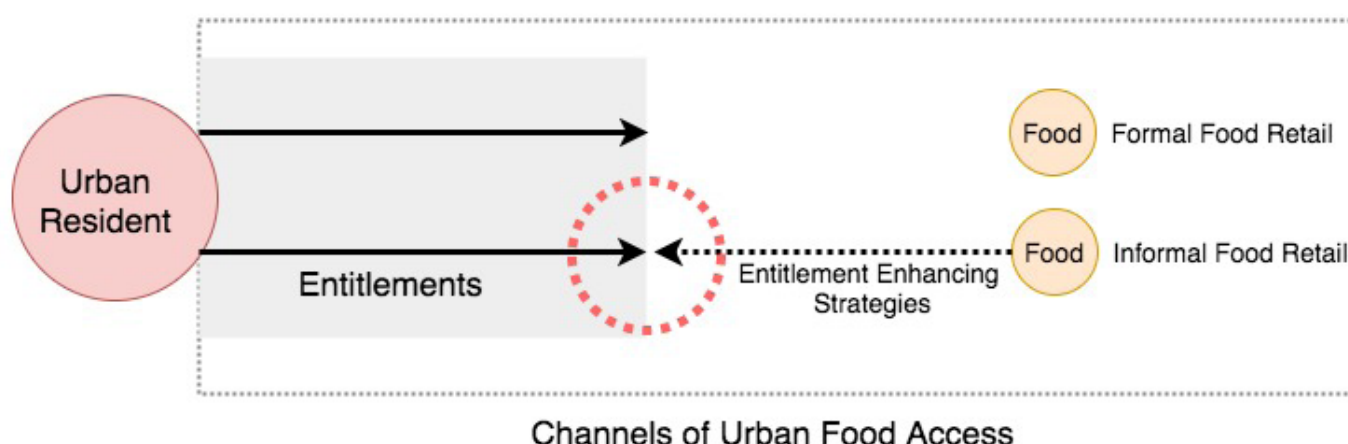 Urban
Resident
Entitlements
Food
Formal Food Retail
Food
Informal Food Retail
Entitlement Enhancing
Strategies
Channels of Urban Food Access